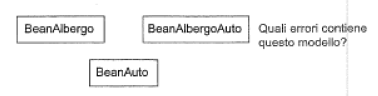 BeanAlbergo
BeanAlbergoAuto
Quali errori contiene
questo modello?
BeanAuto